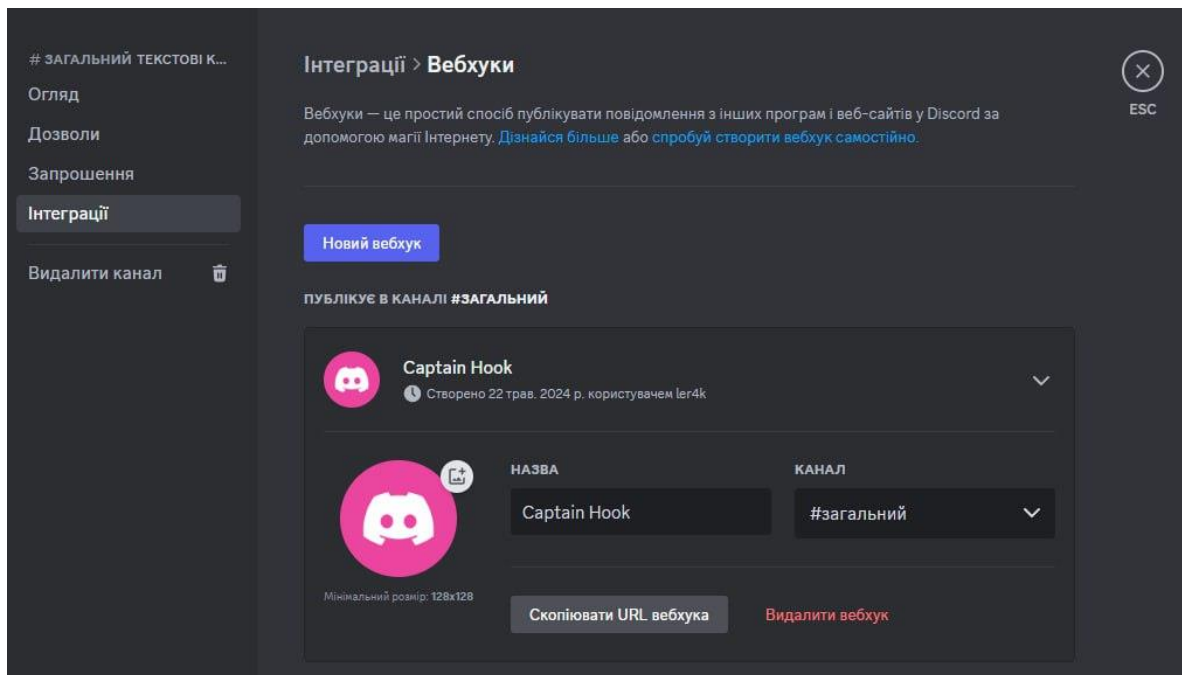 # ЗАГАЛЬНИЙ ТЕКСТОВІ К...
Огляд
Дозволи
Запрошення
Інтеграції
Видалити канал
Інтеграції > Вебхуки
Вебхуки — це простий спосіб публікувати повідомлення з інших програм і веб-сайтів у Discord за
допомогою магії Інтернету. Дізнайся більше або спробуй створити вебхук самостійно.
ESC
Новий вебхук
ПУБЛІКУЄ В КАНАЛІ #ЗАГАЛЬНИЙ
Captain Hook
Створено 22 трав. 2024 р. користувачем ler4k
НАЗВА
Captain Hook
КАНАЛ
#загальний
Мінімальний розмір: 128x128
Скопіювати URL вебхука
Видалити вебхук